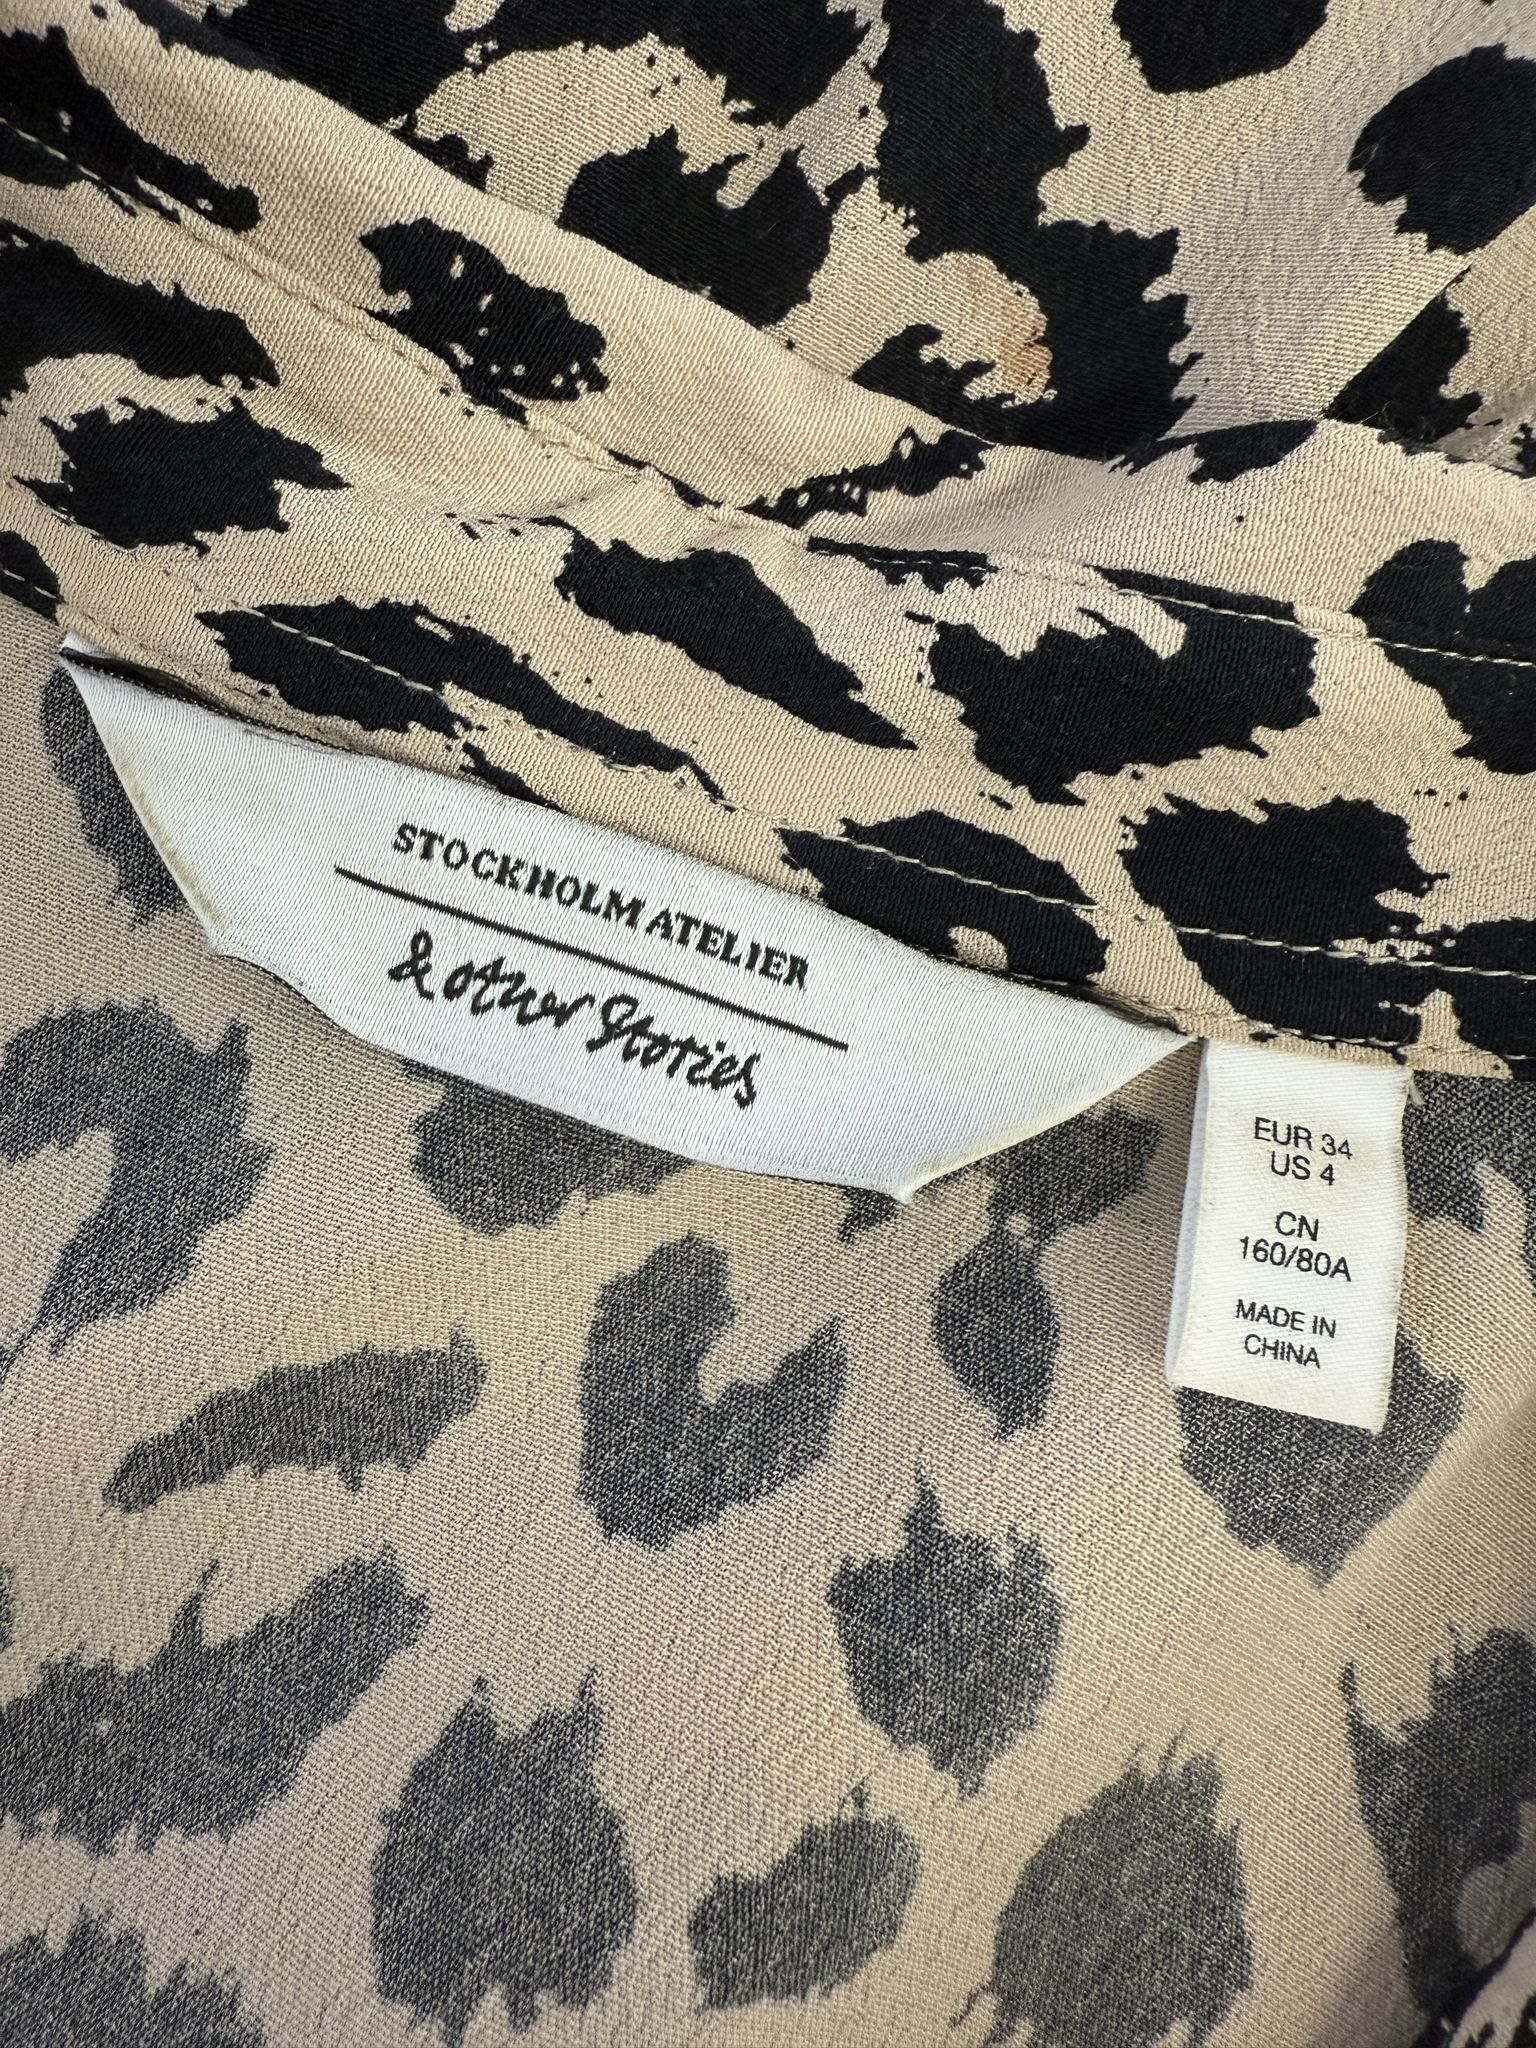 STOCKHOLM ATELIER
& Other Stories
EUR 34
US 4
CN
160/80A
MADE IN
CHINA